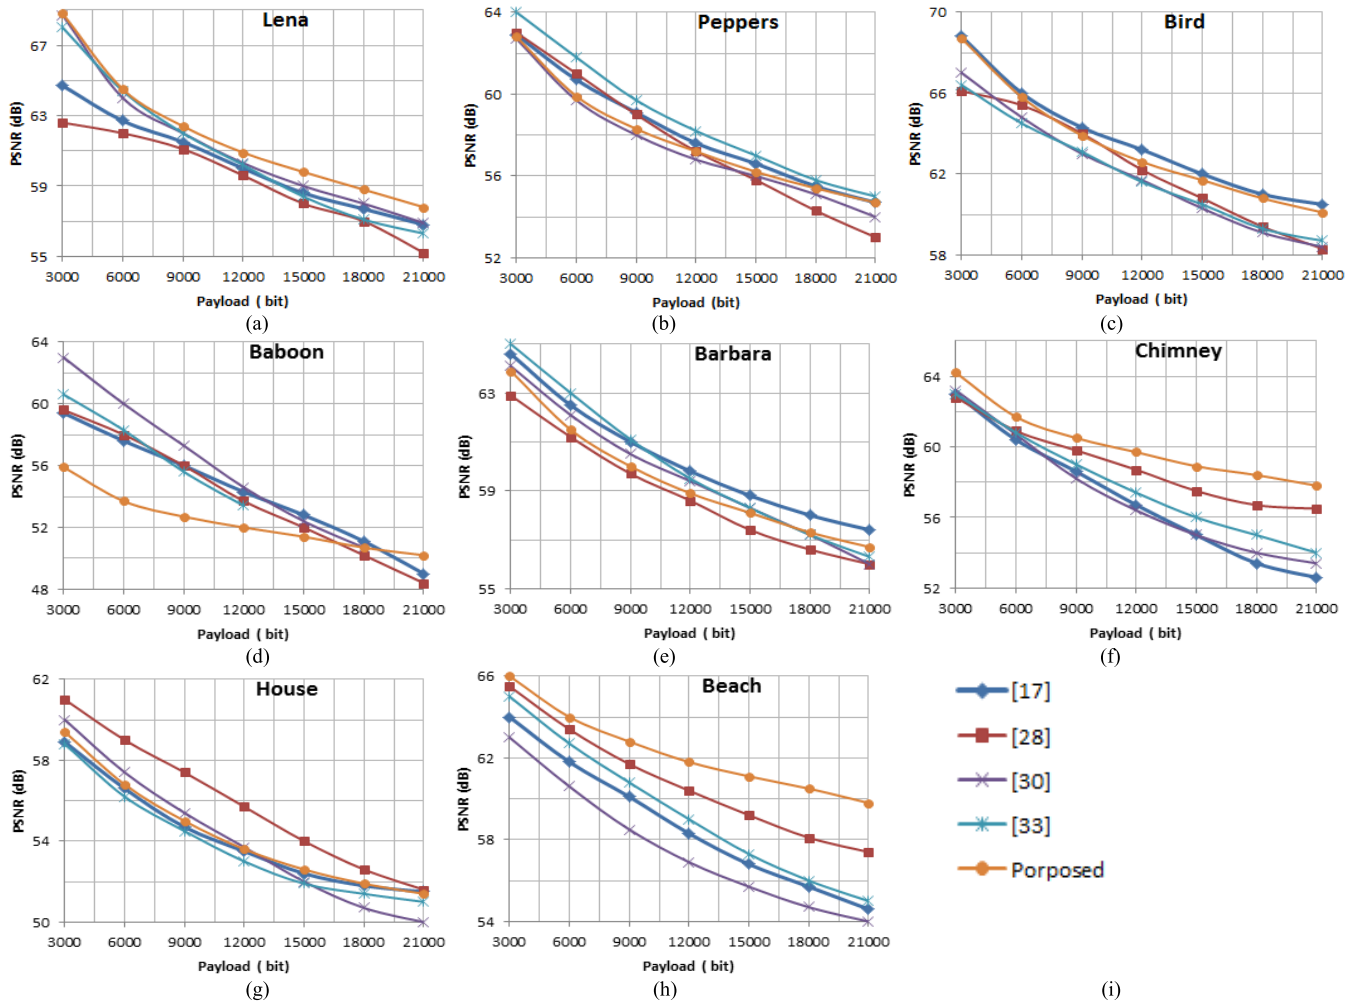 Lena
PSNR (dB)
67
63
59
55
3000 6000 9000 12000 15000 18000 21000
Payload ( bit)
(a)
Peppers
PSNR (dB)
64
60
56
52
3000 6000 9000 12000 15000 18000 21000
Payload (bit)
(b)
Bird
PSNR (dB)
70
66
62
58
3000 6000 9000 12000 15000 18000 21000
Payload ( bit)
(c)
Baboon
PSNR (dB)
64
60
56
52
48
3000 6000 9000 12000 15000 18000 21000
Payload ( bit)
(d)
Barbara
PSNR (dB)
63
59
55
3000 6000 9000 12000 15000 18000 21000
Payload ( bit)
(e)
Chimney
PSNR (dB)
64
60
56
52
3000 6000 9000 12000 15000 18000 21000
Payload ( bit)
(f)
House
PSNR (dB)
62
58
54
50
3000 6000 9000 12000 15000 18000 21000
Payload ( bit)
(g)
Beach
PSNR (dB)
66
62
58
54
3000 6000 9000 12000 15000 18000 21000
Payload ( bit)
(h)
[17]
[28]
[30]
[33]
Porposed
(i)